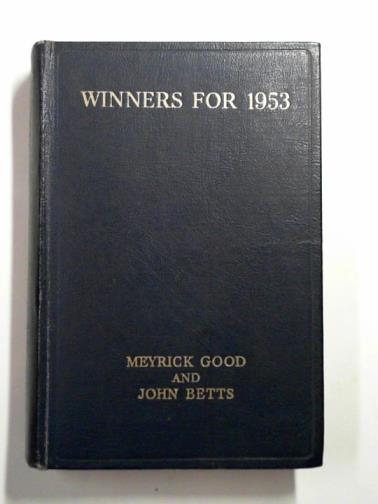 WINNERS FOR 1953
MEYRICK GOOD
AND
JOHN BETTS